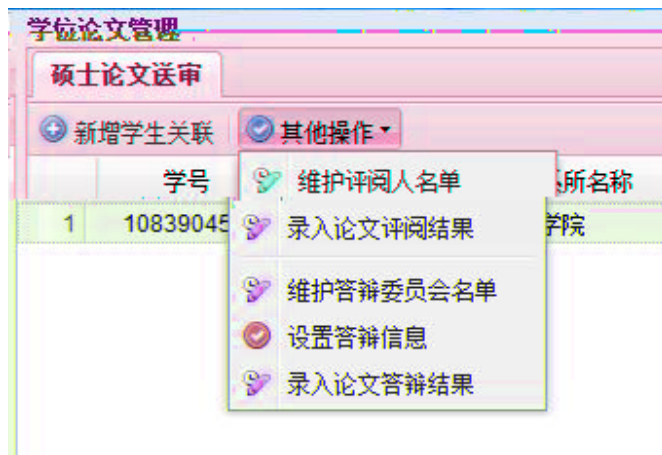 学位论文管理
硕士论文送审
新增学生关联 其他操作
学号 所名称
1 10839045 学院
维护评阅人名单
录入论文评阅结果
维护答辩委员会名单
设置答辩信息
录入论文答辩结果